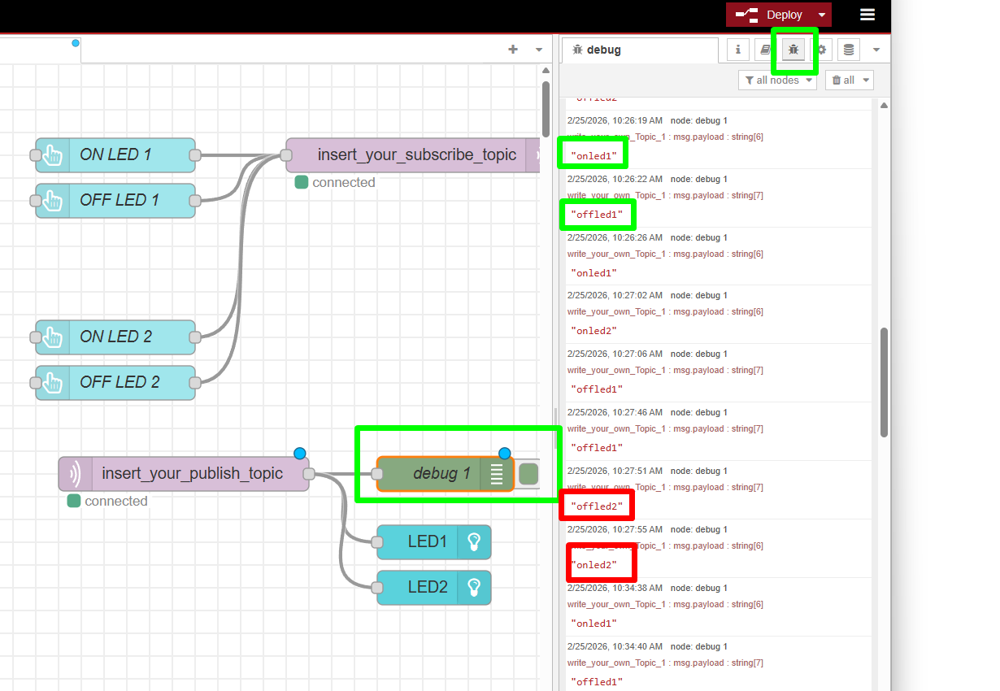 Deploy
debug
all nodes
all
ON LED 1
OFF LED 1
ON LED 2
OFF LED 2
insert_your_subscribe_topic
connected
insert_your_publish_topic
connected
debug 1
LED1
LED2
"offled2"
2/25/2026, 10:26:19 AM node: debug 1
write_your_own_Topic_1 : msg.payload : string[6]
"onled1"
2/25/2026, 10:26:22 AM node: debug 1
write_your_own_Topic_1 : msg.payload : string[7]
"offled1"
2/25/2026, 10:26:26 AM node: debug 1
write_your_own_Topic_1 : msg.payload : string[6]
"onled1"
2/25/2026, 10:27:02 AM node: debug 1
write_your_own_Topic_1 : msg.payload : string[6]
"onled2"
2/25/2026, 10:27:06 AM node: debug 1
write_your_own_Topic_1 : msg.payload : string[7]
"offled1"
2/25/2026, 10:27:46 AM node: debug 1
write_your_own_Topic_1 : msg.payload : string[7]
"offled1"
2/25/2026, 10:27:51 AM node: debug 1
write_your_own_Topic_1 : msg.payload : string[7]
"offled2"
2/25/2026, 10:27:55 AM node: debug 1
write_your_own_Topic_1 : msg.payload : string[6]
"onled2"
2/25/2026, 10:34:38 AM node: debug 1
write_your_own_Topic_1 : msg.payload : string[6]
"onled1"
2/25/2026, 10:34:40 AM node: debug 1
write_your_own_Topic_1 : msg.payload : string[7]
"offled1"